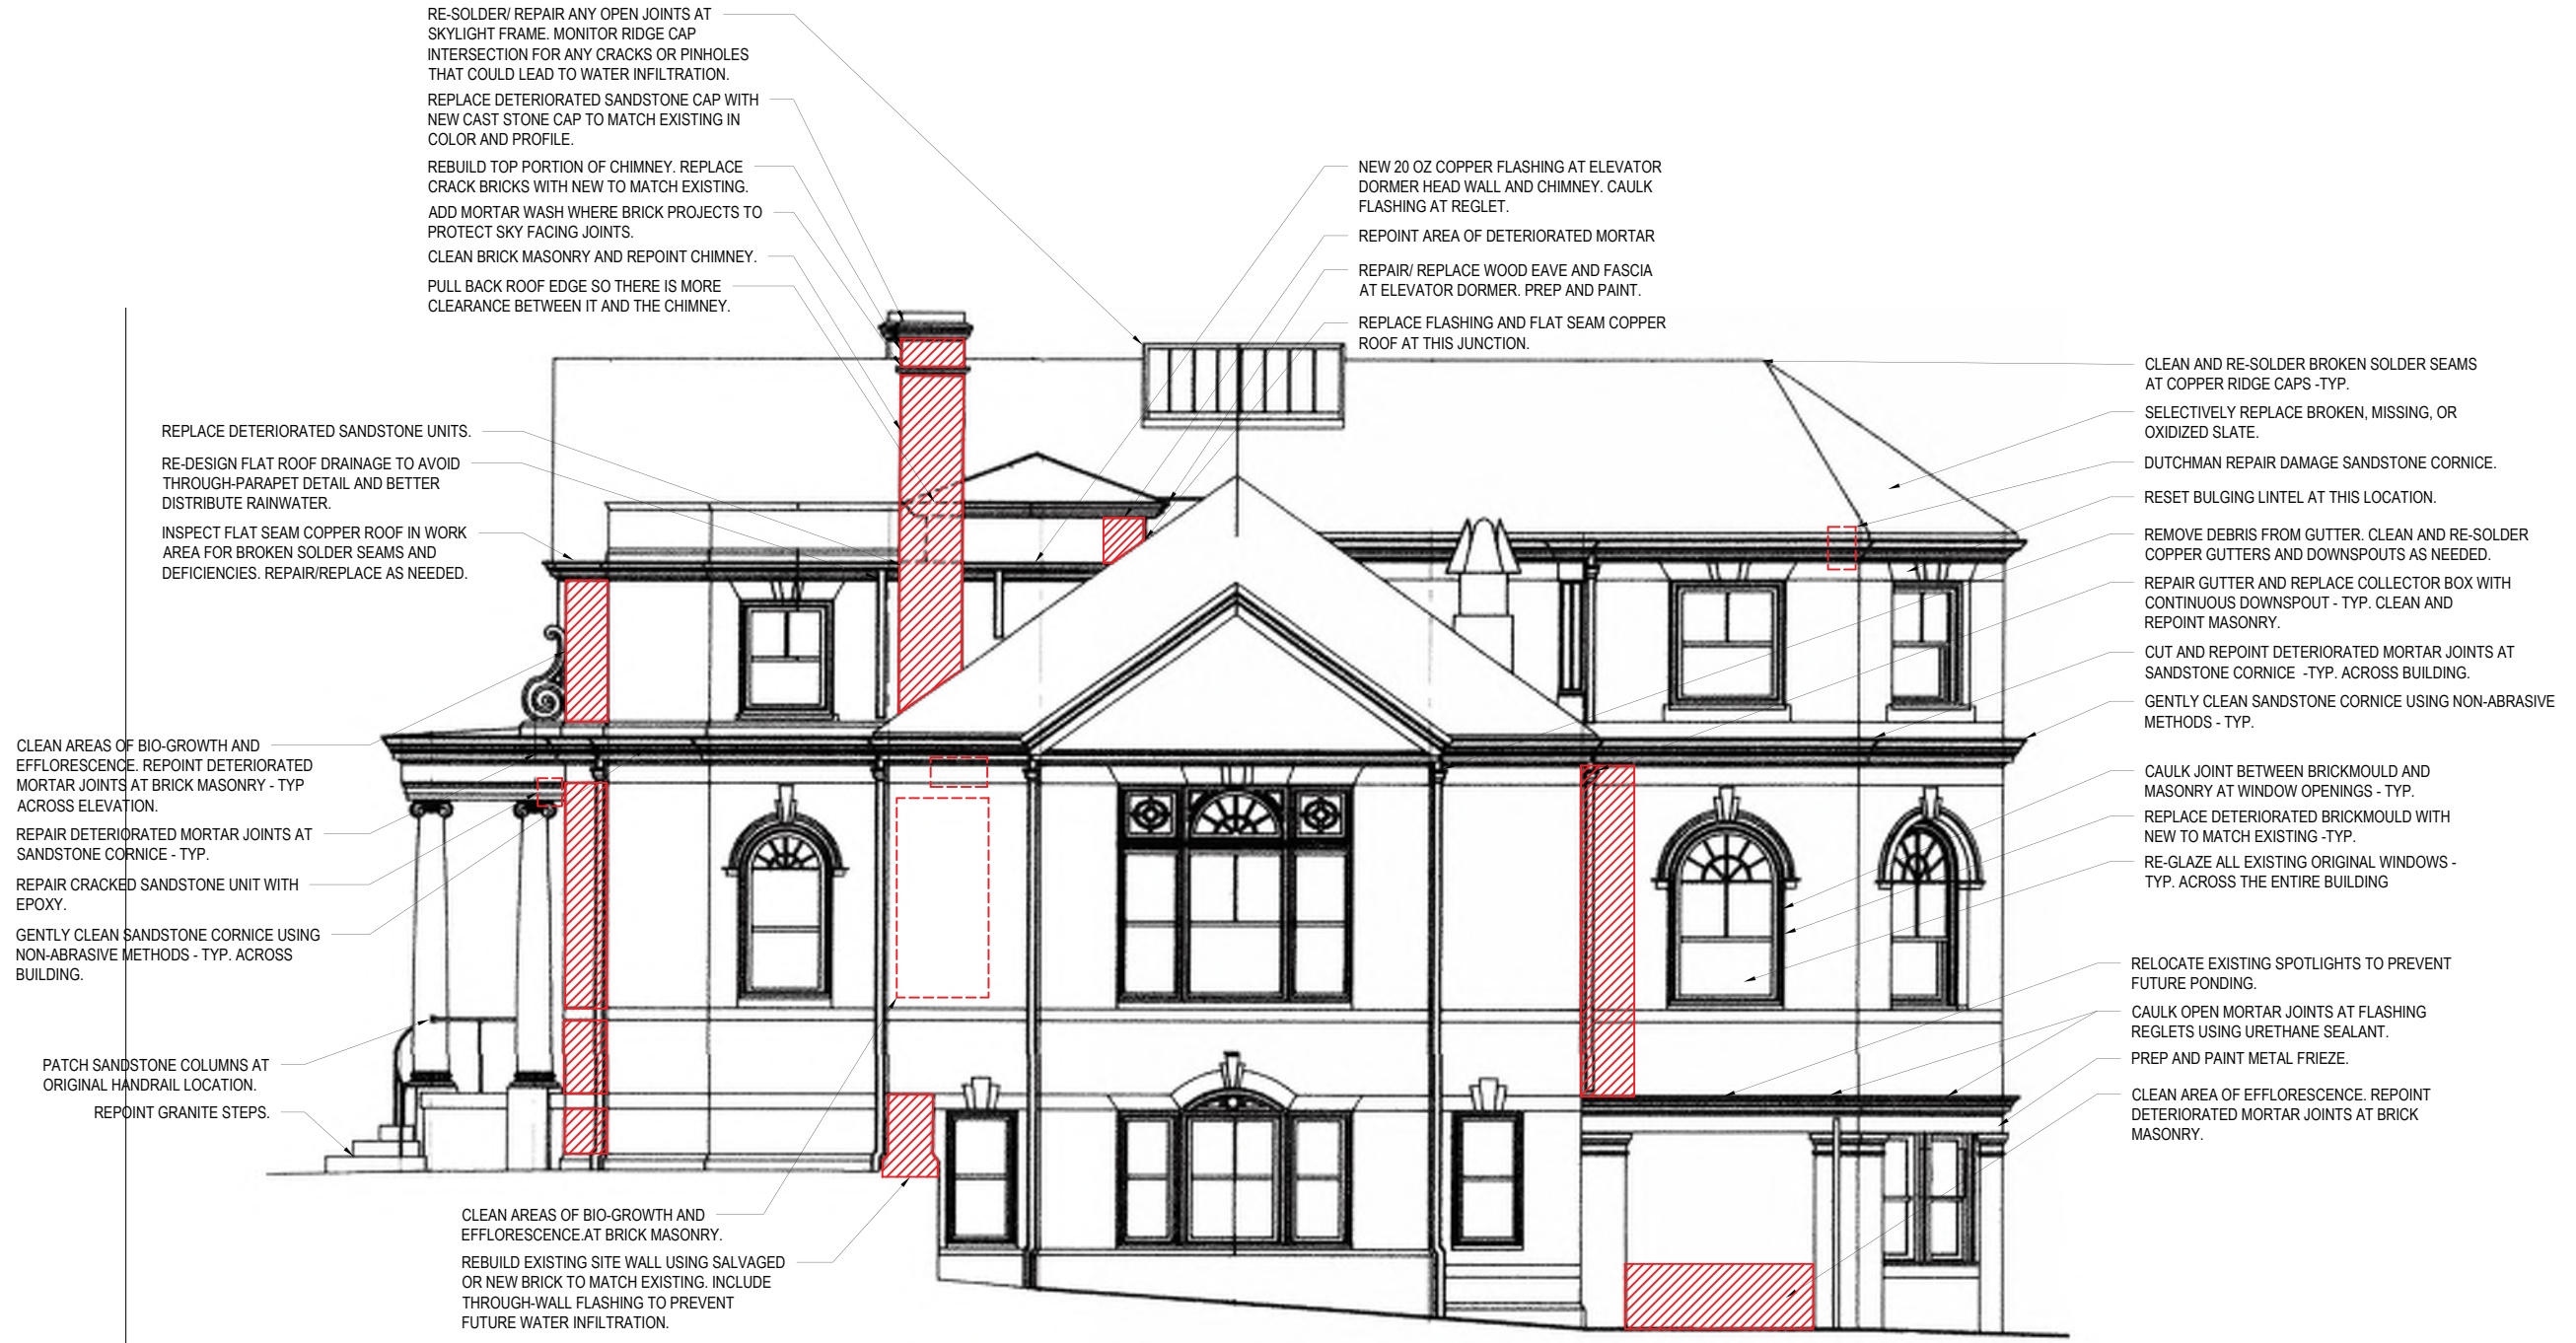 RE-SOLDER/ REPAIR ANY OPEN JOINTS AT
SKYLIGHT FRAME. MONITOR RIDGE CAP
INTERSECTION FOR ANY CRACKS OR PINHOLES
THAT COULD LEAD TO WATER INFILTRATION.
REPLACE DETERIORATED SANDSTONE CAP WITH
NEW CAST STONE CAP TO MATCH EXISTING IN
COLOR AND PROFILE.
REBUILD TOP PORTION OF CHIMNEY. REPLACE
CRACK BRICKS WITH NEW TO MATCH EXISTING.
ADD MORTAR WASH WHERE BRICK PROJECTS TO
PROTECT SKY FACING JOINTS.
CLEAN BRICK MASONRY AND REPOINT CHIMNEY.
PULL BACK ROOF EDGE SO THERE IS MORE
CLEARANCE BETWEEN IT AND THE CHIMNEY.
REPLACE DETERIORATED SANDSTONE UNITS.
RE-DESIGN FLAT ROOF DRAINAGE TO AVOID
THROUGH-PARAPET DETAIL AND BETTER
DISTRIBUTE RAINWATER.
INSPECT FLAT SEAM COPPER ROOF IN WORK
AREA FOR BROKEN SOLDER SEAMS AND
DEFICIENCIES. REPAIR/REPLACE AS NEEDED.
CLEAN AREAS OF BIO-GROWTH AND
EFFLORESCENCE. REPOINT DETERIORATED
MORTAR JOINTS AT BRICK MASONRY - TYP
ACROSS ELEVATION.
REPAIR DETERIORATED MORTAR JOINTS AT
SANDSTONE CORNICE - TYP.
REPAIR CRACKED SANDSTONE UNIT WITH
EPOXY.
GENTLY CLEAN SANDSTONE CORNICE USING
NON-ABRASIVE METHODS - TYP. ACROSS
BUILDING.
PATCH SANDSTONE COLUMNS AT
ORIGINAL HANDRAIL LOCATION.
REPOINT GRANITE STEPS.
CLEAN AREAS OF BIO-GROWTH AND
EFFLORESCENCE.AT BRICK MASONRY.
REBUILD EXISTING SITE WALL USING SALVAGED
OR NEW BRICK TO MATCH EXISTING. INCLUDE
THROUGH-WALL FLASHING TO PREVENT
FUTURE WATER INFILTRATION.
NEW 20 OZ COPPER FLASHING AT ELEVATOR
DORMER HEAD WALL AND CHIMNEY. CAULK
FLASHING AT REGLET.
REPOINT AREA OF DETERIORATED MORTAR
REPAIR/ REPLACE WOOD EAVE AND FASCIA
AT ELEVATOR DORMER. PREP AND PAINT.
REPLACE FLASHING AND FLAT SEAM COPPER
ROOF AT THIS JUNCTION.
CLEAN AND RE-SOLDER BROKEN SOLDER SEAMS
AT COPPER RIDGE CAPS -TYP.
SELECTIVELY REPLACE BROKEN, MISSING, OR
OXIDIZED SLATE.
DUTCHMAN REPAIR DAMAGE SANDSTONE CORNICE.
RESET BULGING LINTEL AT THIS LOCATION.
REMOVE DEBRIS FROM GUTTER. CLEAN AND RE-SOLDER
COPPER GUTTERS AND DOWNSPOUTS AS NEEDED.
REPAIR GUTTER AND REPLACE COLLECTOR BOX WITH
CONTINUOUS DOWNSPOUT - TYP. CLEAN AND
REPOINT MASONRY.
CUT AND REPOINT DETERIORATED MORTAR JOINTS AT
SANDSTONE CORNICE -TYP. ACROSS BUILDING.
GENTLY CLEAN SANDSTONE CORNICE USING NON-ABRASIVE
METHODS - TYP.
CAULK JOINT BETWEEN BRICKMOULD AND
MASONRY AT WINDOW OPENINGS - TYP.
REPLACE DETERIORATED BRICKMOULD WITH
NEW TO MATCH EXISTING -TYP.
RE-GLAZE ALL EXISTING ORIGINAL WINDOWS -
TYP. ACROSS THE ENTIRE BUILDING
RELOCATE EXISTING SPOTLIGHTS TO PREVENT
FUTURE PONDING.
CAULK OPEN MORTAR JOINTS AT FLASHING
REGLETS USING URETHANE SEALANT.
PREP AND PAINT METAL FRIEZE.
CLEAN AREA OF EFFLORESCENCE. REPOINT
DETERIORATED MORTAR JOINTS AT BRICK
MASONRY.